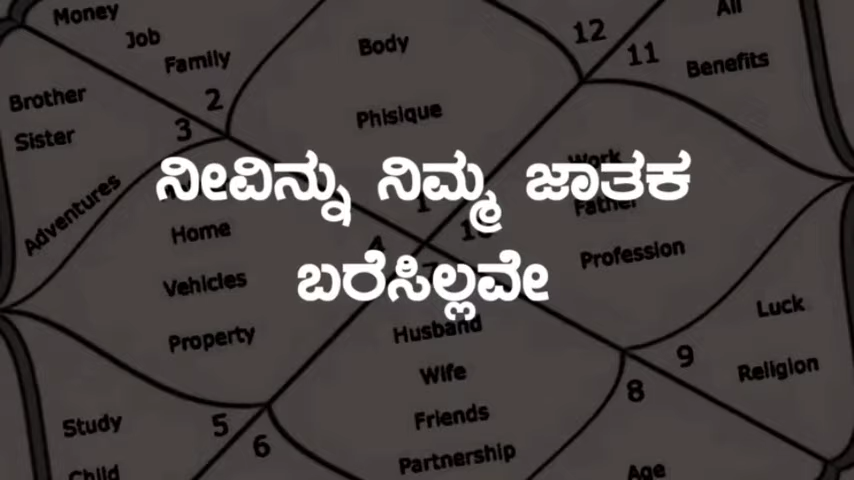 Money
Job
Family
2
Brother
3
Sister
Adventures
Body
Phisique
12
11
All
Benefits
ನೀವಿನ್ನು ನಿಮ್ಮ ಜಾತಕ
ಬರೆಸಿಲ್ಲವೇ
1
Work
Father
Profession
4
Home
Vehicles
Property
Husband
Wife
Friends
Partnership
Luck
9
Religion
8
Age
Study
5
Child
6